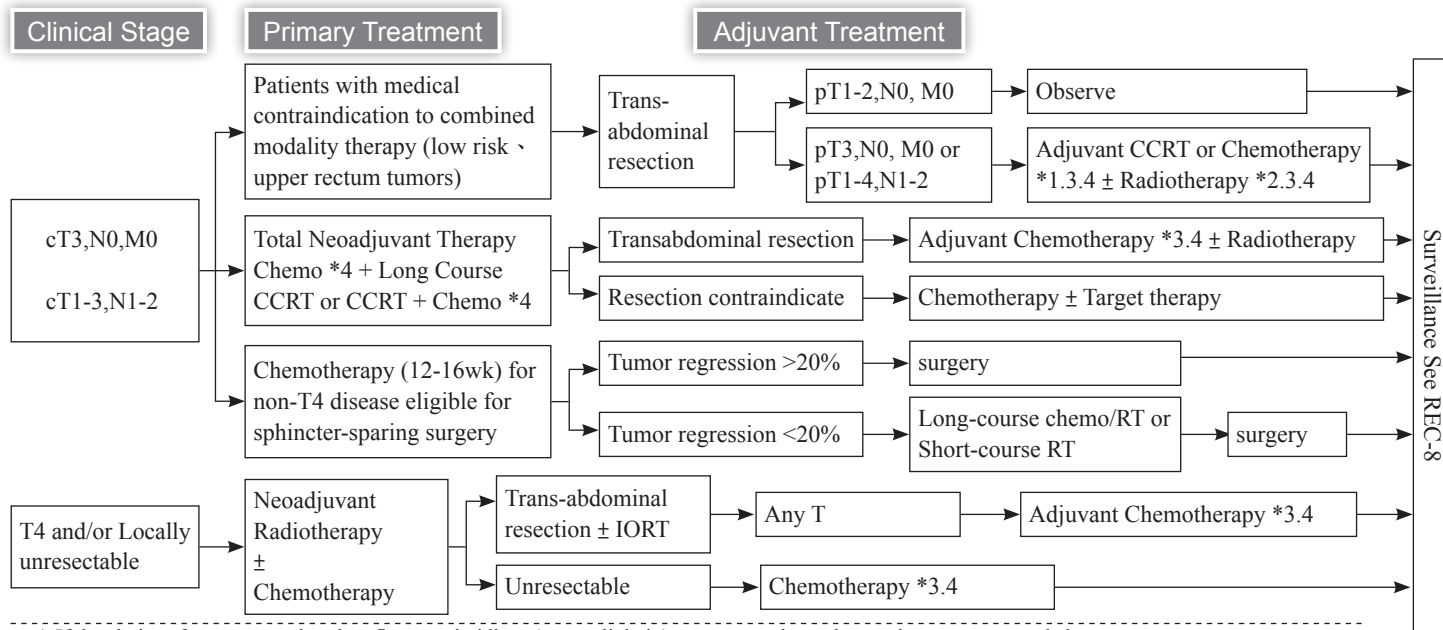 Clinical Stage
Primary Treatment
Adjuvant Treatment
cT3,N0,M0
cT1-3,N1-2
Patients with medical
contraindication to combined
modality therapy (low risk、
upper rectum tumors)
Trans-
abdominal
resection
pT1-2,N0, M0
Observe
pT3,N0, M0 or
pT1-4,N1-2
Adjuvant CCRT or Chemotherapy
*1.3.4 ± Radiotherapy *2.3.4
Total Neoadjuvant Therapy
Chemo *4 + Long Course
CCRT or CCRT + Chemo *4
Transabdominal resection
Adjuvant Chemotherapy *3.4 ± Radiotherapy
Resection contraindicate
Chemotherapy ± Target therapy
Chemotherapy (12-16wk) for
non-T4 disease eligible for
sphincter-sparing surgery
Tumor regression >20%
surgery
Tumor regression <20%
Long-course chemo/RT or
Short-course RT
surgery
T4 and/or Locally
unresectable
Neoadjuvant
Radiotherapy
±
Chemotherapy
Trans-abdominal
resection ± IORT
Any T
Adjuvant Chemotherapy *3.4
Unresectable
Chemotherapy *3.4
Surveillance See REC-8